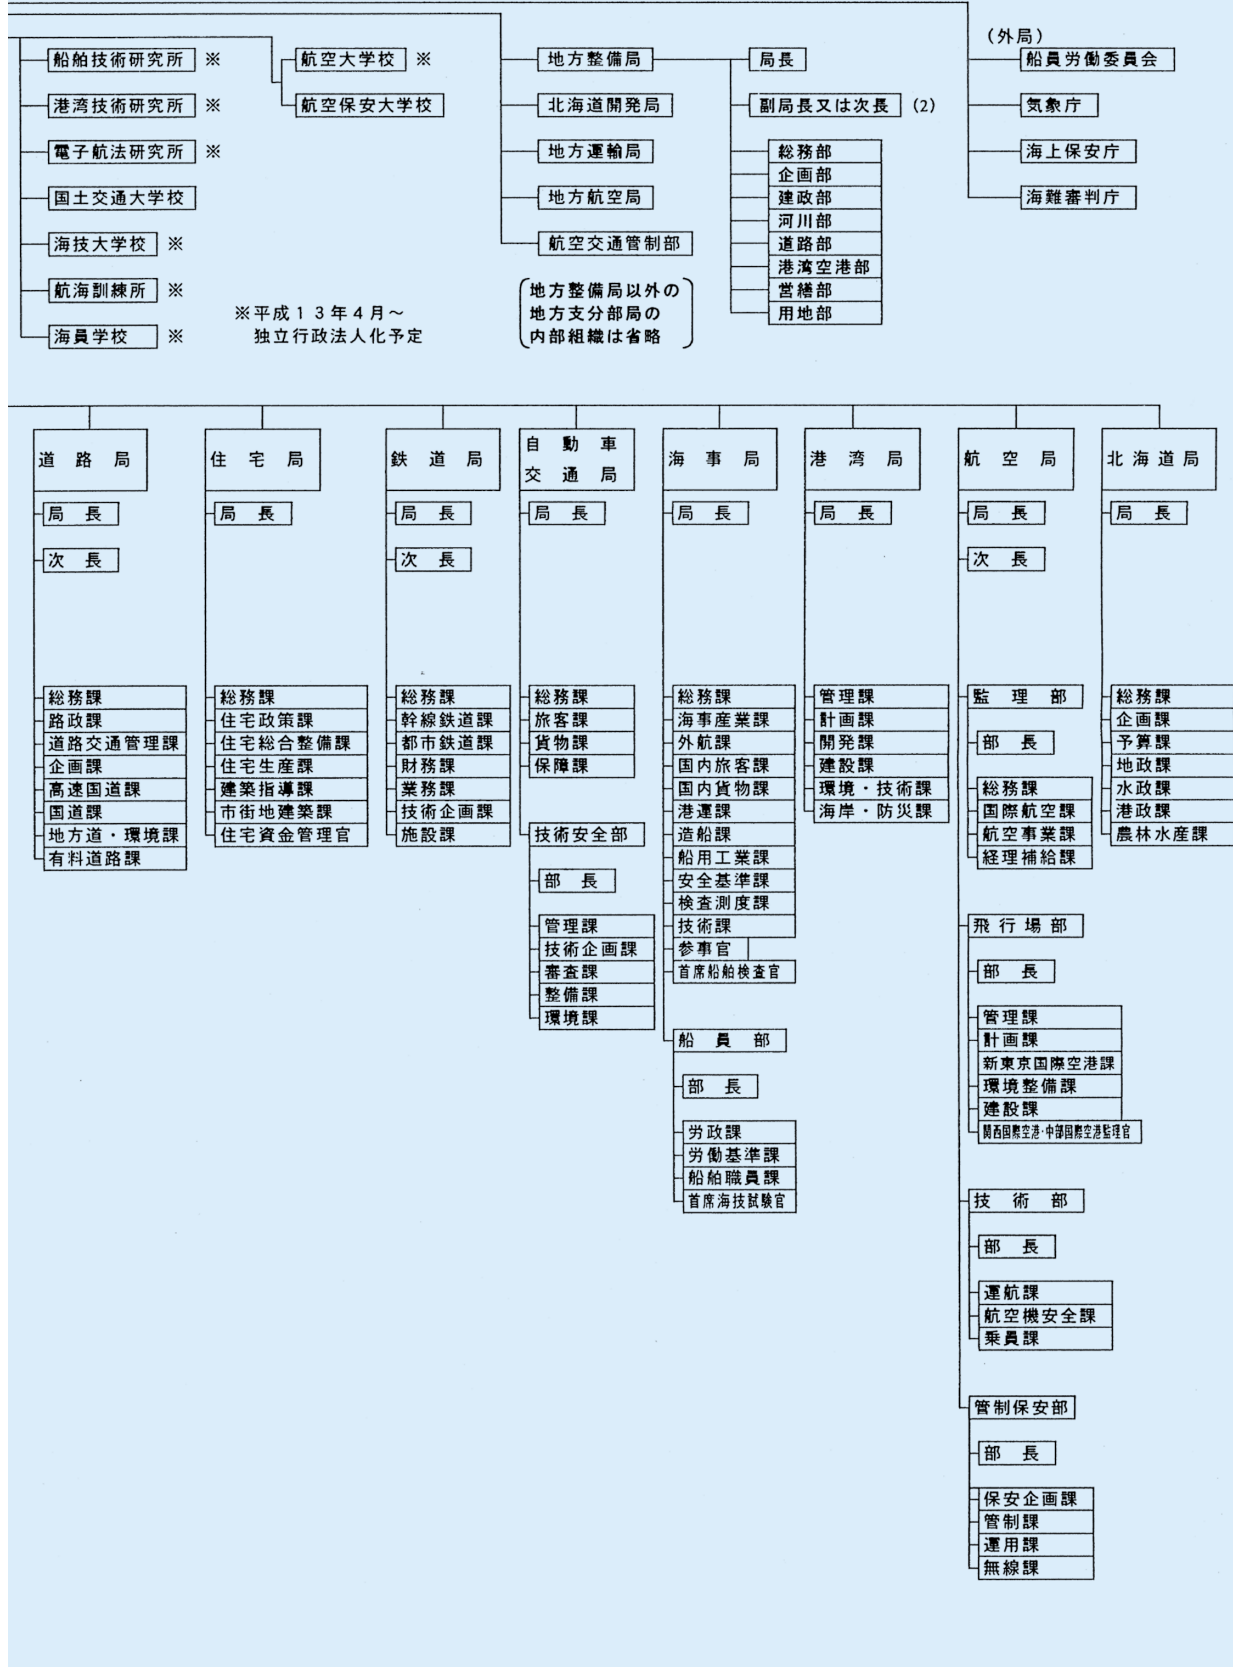 船舶技術研究所 ※
港湾技術研究所 ※
電子航法研究所 ※
国土交通大学校
海技大学校 ※
航海訓練所 ※
海員学校 ※
航空大学校 ※
航空保安大学校
※平成13年4月～
独立行政法人化予定
地方整備局
北海道開発局
地方運輸局
地方航空局
航空交通管制部
地方整備局以外の
地方支分部局の
内部組織は省略
局長
副局長又は次長 (2)
総務部
企画部
建政部
河川部
道路部
港湾空港部
営繕部
用地部
(外局)
船員労働委員会
気象庁
海上保安庁
海難審判庁
道路局
局長
次長
総務課
路政課
道路交通管理課
企画課
高速国道課
国道課
地方道・環境課
有料道路課
住宅局
局長
総務課
住宅政策課
住宅総合整備課
住宅生産課
建築指導課
市街地建築課
住宅資金管理官
鉄道局
局長
次長
総務課
幹線鉄道課
都市鉄道課
財務課
業務課
技術企画課
施設課
自動車
交通局
局長
総務課
旅客課
貨物課
保障課
技術安全部
部長
管理課
技術企画課
審査課
整備課
環境課
海事局
局長
総務課
海事産業課
外航課
国内旅客課
国内貨物課
港運課
造船課
船用工業課
安全基準課
検査測度課
技術課
参事官
首席船舶検査官
船員部
部長
労政課
労働基準課
船舶職員課
首席海技試験官
港湾局
局長
管理課
計画課
開発課
建設課
環境・技術課
海岸・防災課
航空局
局長
次長
監理部
部長
総務課
国際航空課
航空事業課
経理補給課
飛行場部
部長
管理課
計画課
新東京国際空港課
環境整備課
建設課
関西国際空港・中部国際空港監理官
技術部
部長
運航課
航空機安全課
乗員課
管制保安部
部長
保安企画課
管制課
運用課
無線課
北海道局
局長
総務課
企画課
予算課
地政課
水政課
港政課
農林水産課